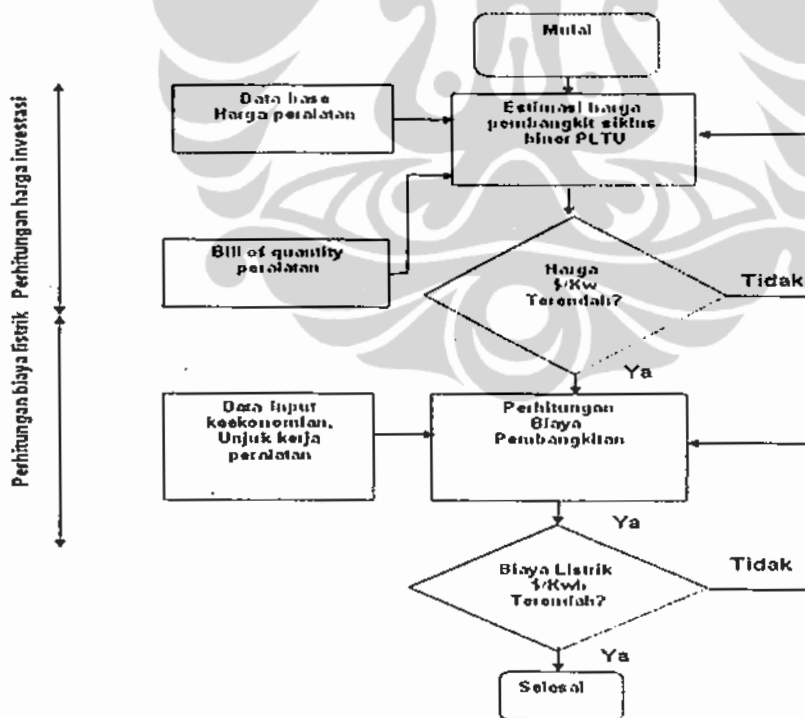 Mulai
Data base
Harga peralatan
Estimasi harga
pembangkit siklus
biner PLTU
Bill of quantity
peralatan
Harga
$/Kw
Terendah?
Tidak
Ya
Perhitungan harga investasi
Perhitungan biaya listrik
Data Input
keekonomian,
Unjuk kerja
peralatan
Perhitungan
Biaya
Pembangkitan
Ya
Biaya Listrik
$/Kwh
Terendah?
Tidak
Ya
Selesai